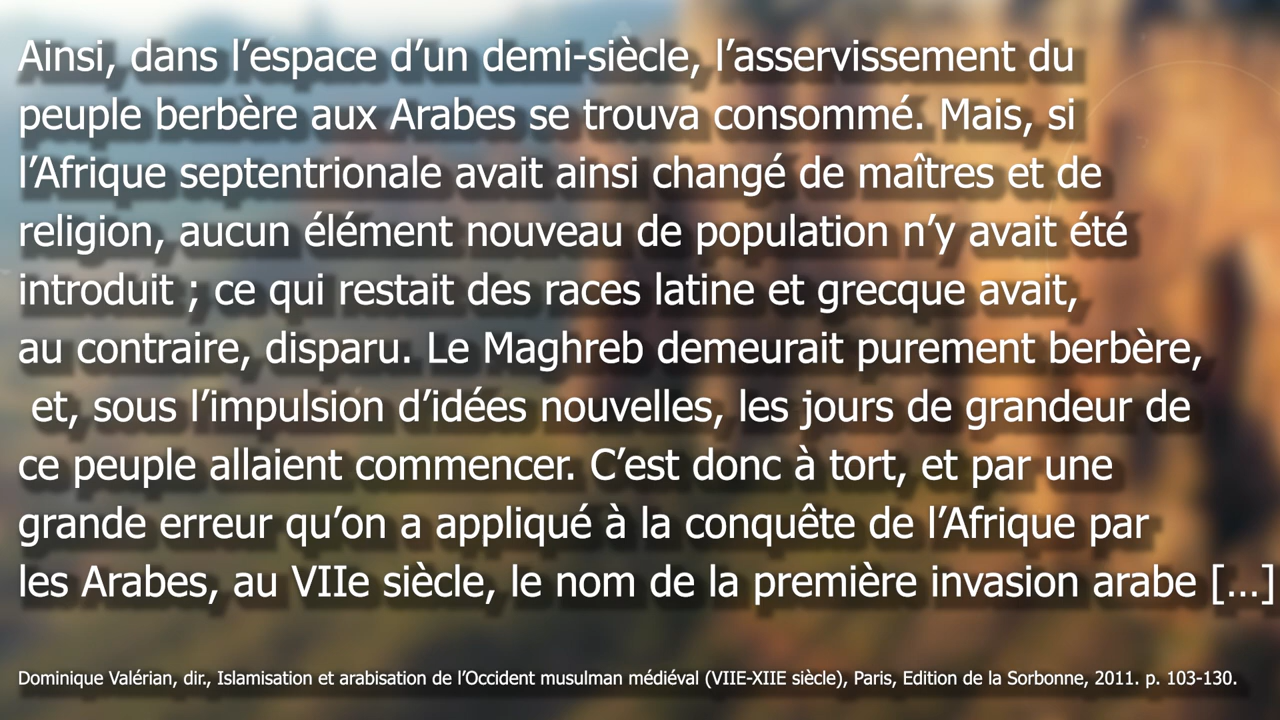 Ainsi, dans l’espace d’un demi-siècle, l’asservissement du
peuple berbère aux Arabes se trouva consommé. Mais, si
l’Afrique septentrionale avait ainsi changé de maîtres et de
religion, aucun élément nouveau de population n’y avait été
introduit ; ce qui restait des races latine et grecque avait,
au contraire, disparu. Le Maghreb demeurait purement berbère,
et, sous l’impulsion d’idées nouvelles, les jours de grandeur de
ce peuple allaient commencer. C’est donc à tort, et par une
grande erreur qu’on a appliqué à la conquête de l’Afrique par
les Arabes, au VIIe siècle, le nom de la première invasion arabe [...]
Dominique Valérian, dir., Islamisation et arabisation de l’Occident musulman médiéval (VIIE-XIIE siècle), Paris, Edition de la Sorbonne, 2011. p. 103-130.